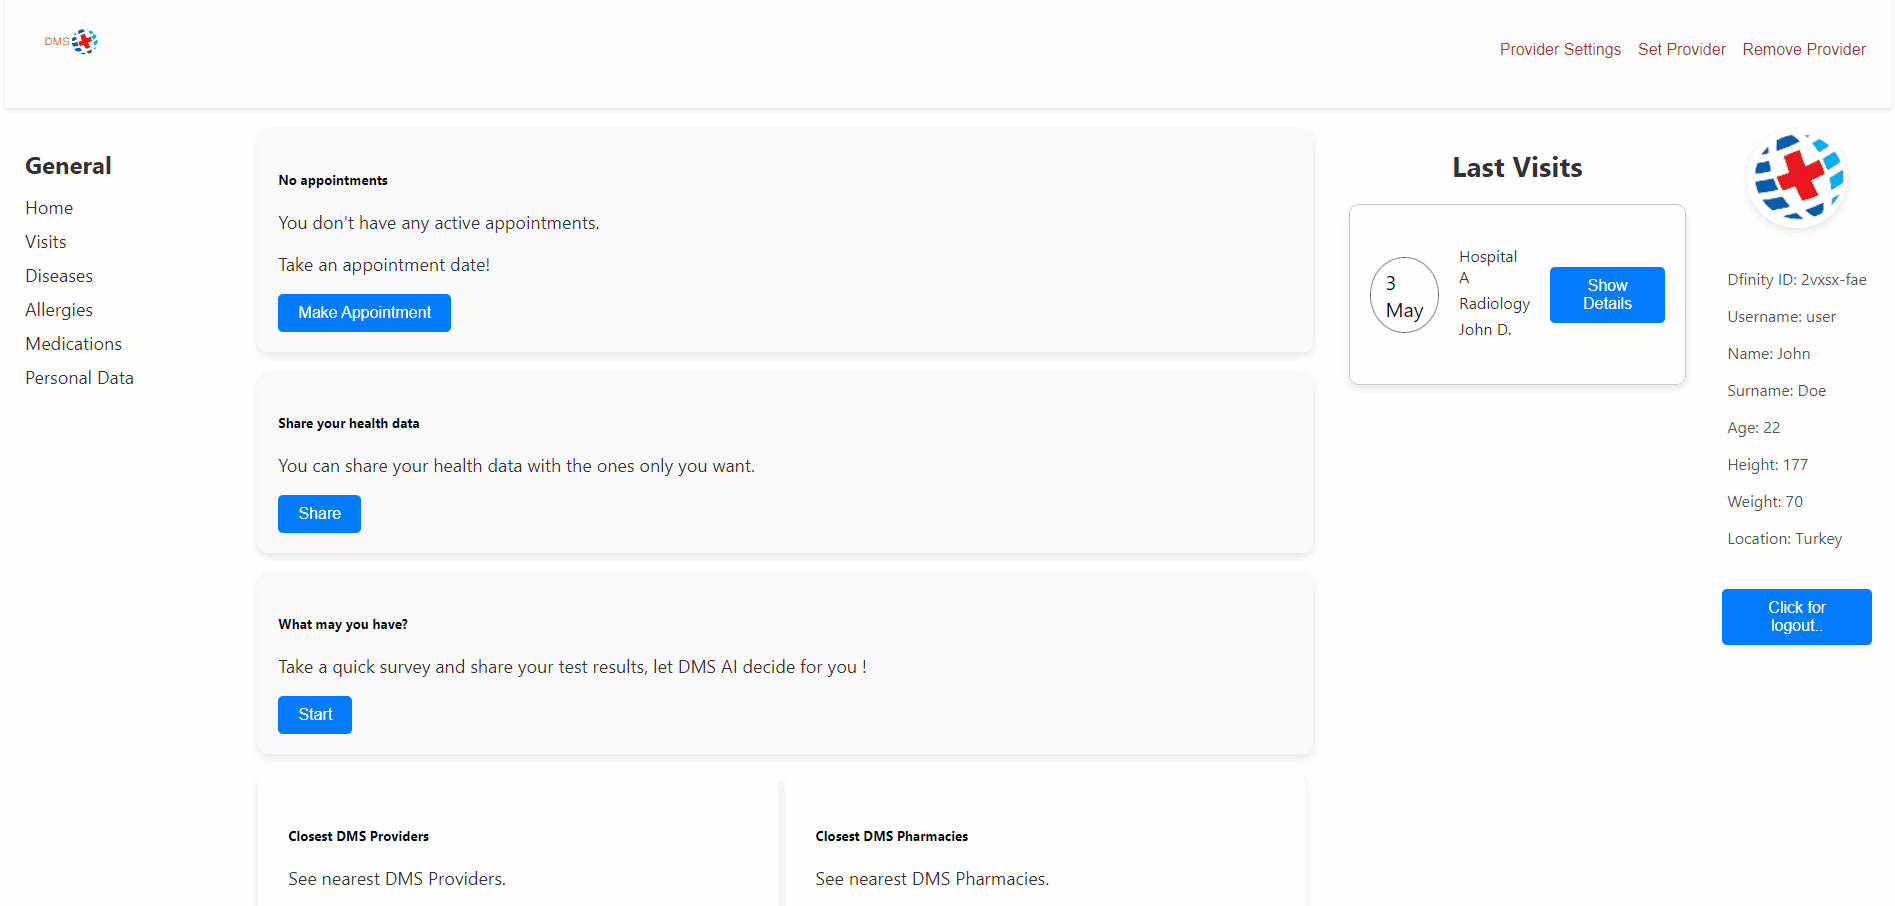 DMS
Provider Settings
Set Provider
Remove Provider
General
Home
Visits
Diseases
Allergies
Medications
Personal Data
No appointments
You don't have any active appointments.
Take an appointment date!
Make Appointment
Share your health data
You can share your health data with the ones only you want.
Share
What may you have?
Take a quick survey and share your test results, let DMS AI decide for you !
Start
Closest DMS Providers
See nearest DMS Providers.
Closest DMS Pharmacies
See nearest DMS Pharmacies.
Last Visits
3
May
Hospital
A
Radiology
John D.
Show
Details
Dfinity ID: 2vxsx-fae
Username: user
Name: John
Surname: Doe
Age: 22
Height: 177
Weight: 70
Location: Turkey
Click for
logout..